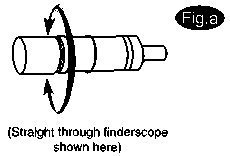 Fig.a
(Straight through finderscope
shown here)